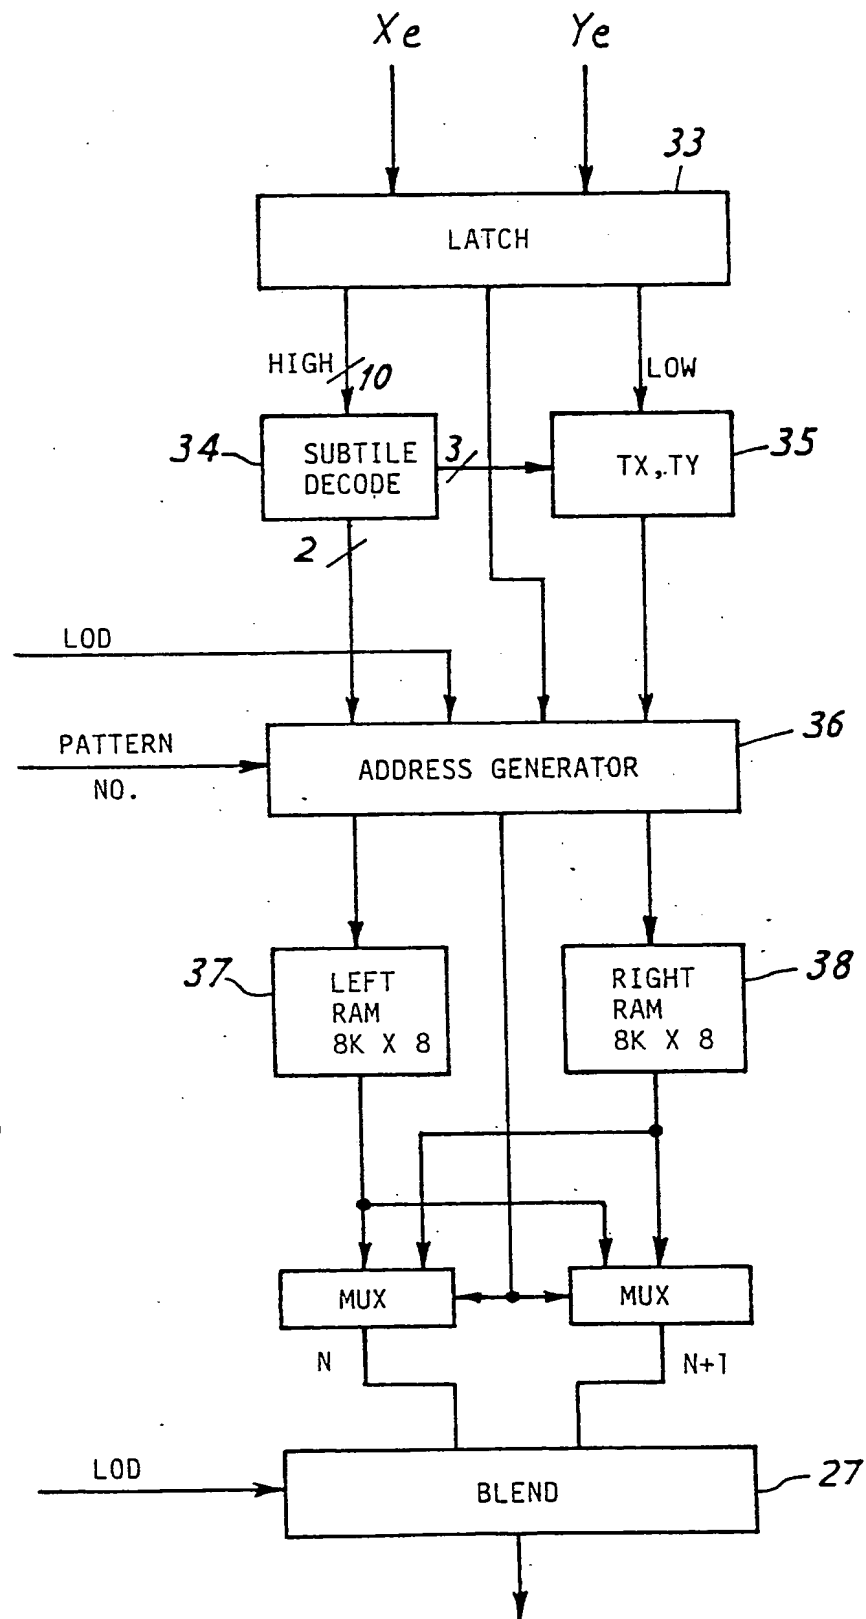 Xe Ye
33
LATCH
HIGH 10 LOW
34 SUBTILE DECODE 3 TX, TY 35
2
LOD
PATTERN NO.
ADDRESS GENERATOR 36
37 LEFT RAM 8K X 8
RIGHT RAM 8K X 8 38
MUX MUX
N N+1
LOD
BLEND 27